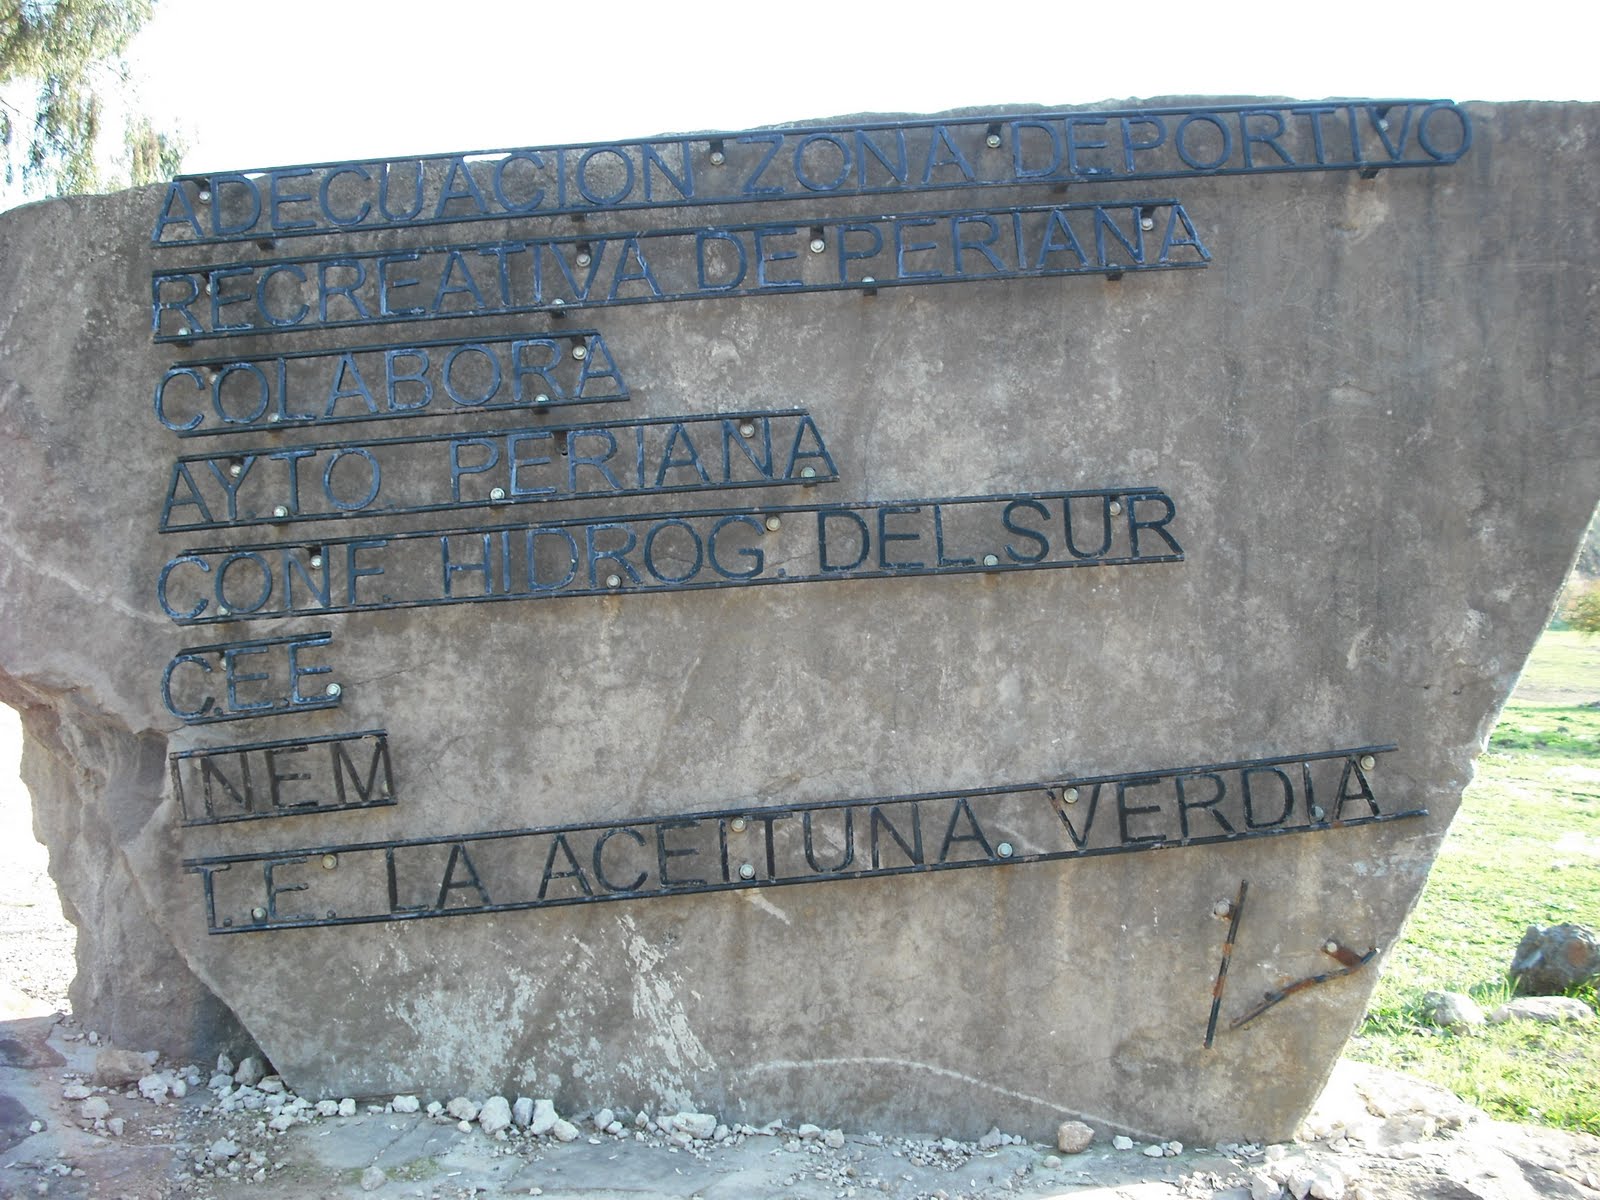 ADECUACION ZONA DEPORTIVO
RECREATIVA DE PERIANA
COLABORA
AY.TO PERIANA
CONF. HIDROG. DEL SUR
C.E.E.
INEM
T.E. LA ACEITUNA VERDIA